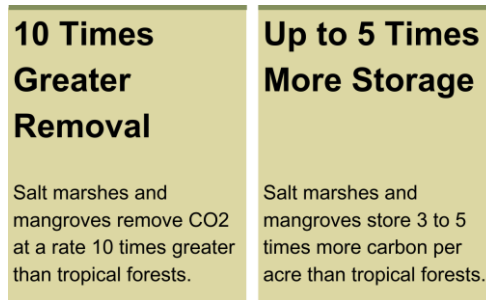 10 Times
Greater
Removal
Salt marshes and
mangroves remove CO2
at a rate 10 times greater
than tropical forests.
Up to 5 Times
More Storage
Salt marshes and
mangroves store 3 to 5
times more carbon per
acre than tropical forests.